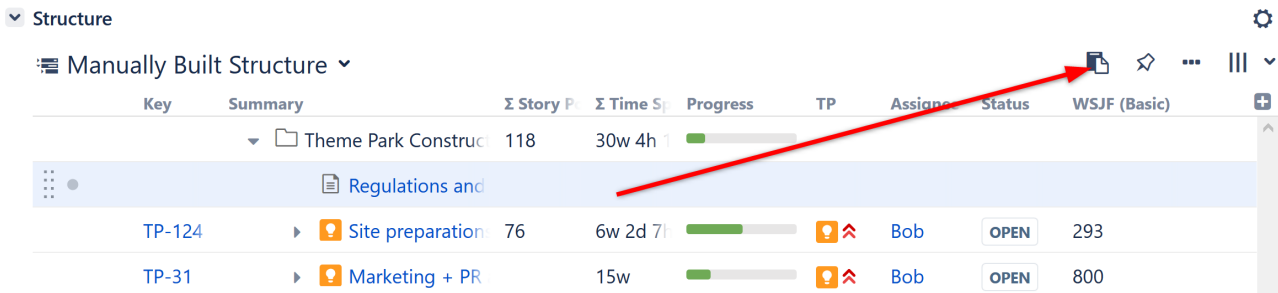 Structure
Manually Built Structure
Key Summary Σ Story Σ Time Sp Progress TP Assignee Status WSJF (Basic)
Theme Park Construc 118 30w 4h
Regulations and
TP-124 Site preparation 76 6w 2d 7h Bob OPEN 293
TP-31 Marketing + PR 15w Bob OPEN 800